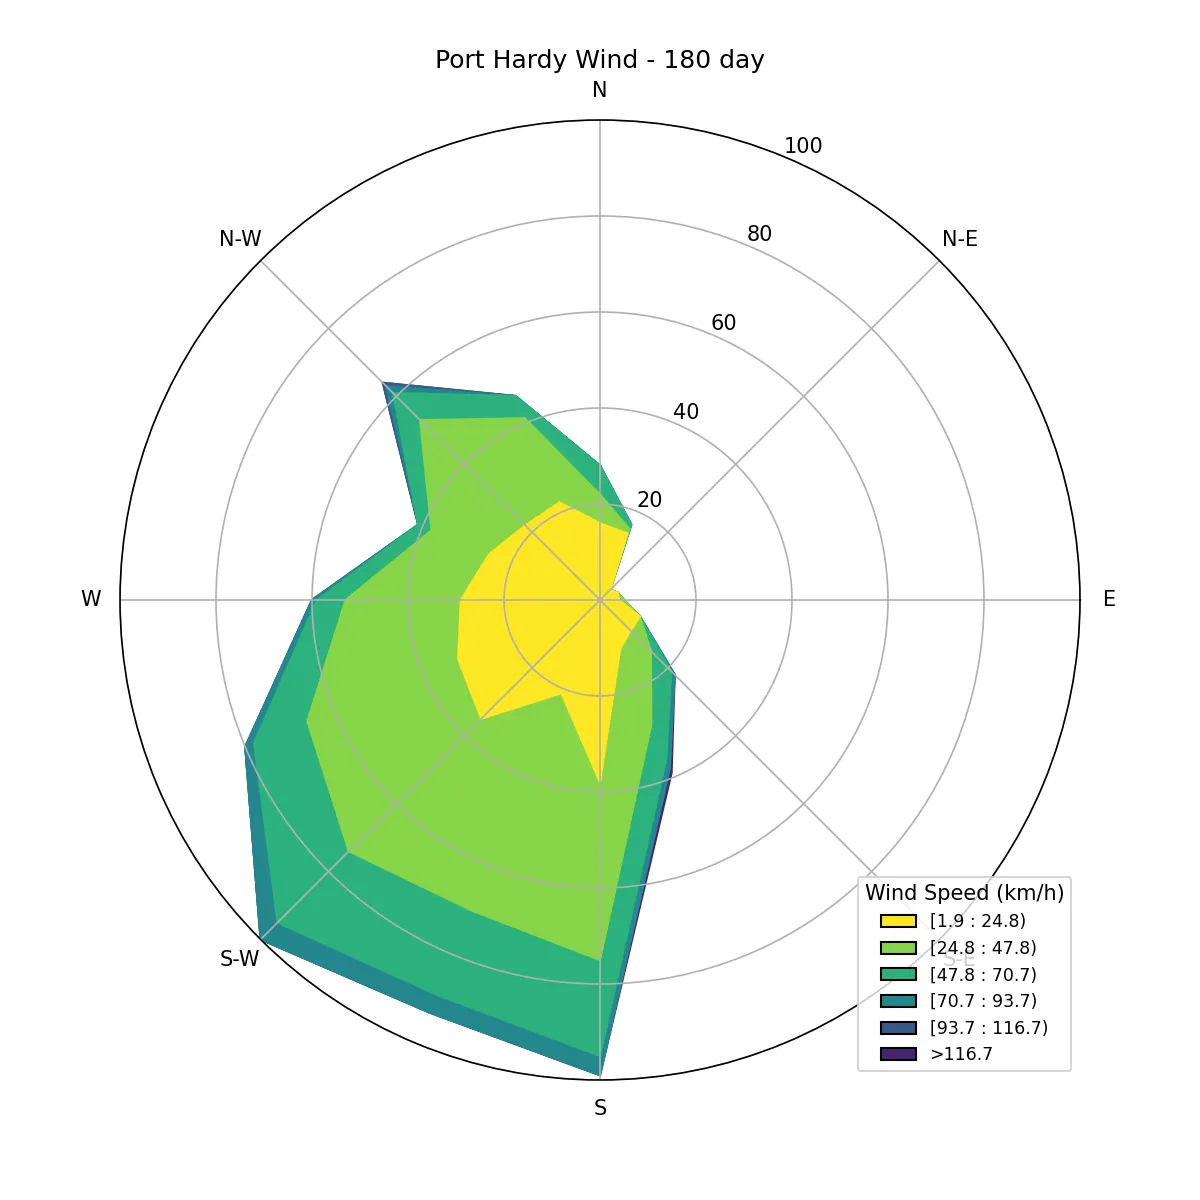 Port Hardy Wind - 180 day
N
100
N-W
N-E
80
60
40
20
W
E
S-W
S-E
S
Wind Speed (km/h)
[1.9 : 24.8)
[24.8 : 47.8)
[47.8 : 70.7)
[70.7 : 93.7)
[93.7 : 116.7)
>116.7